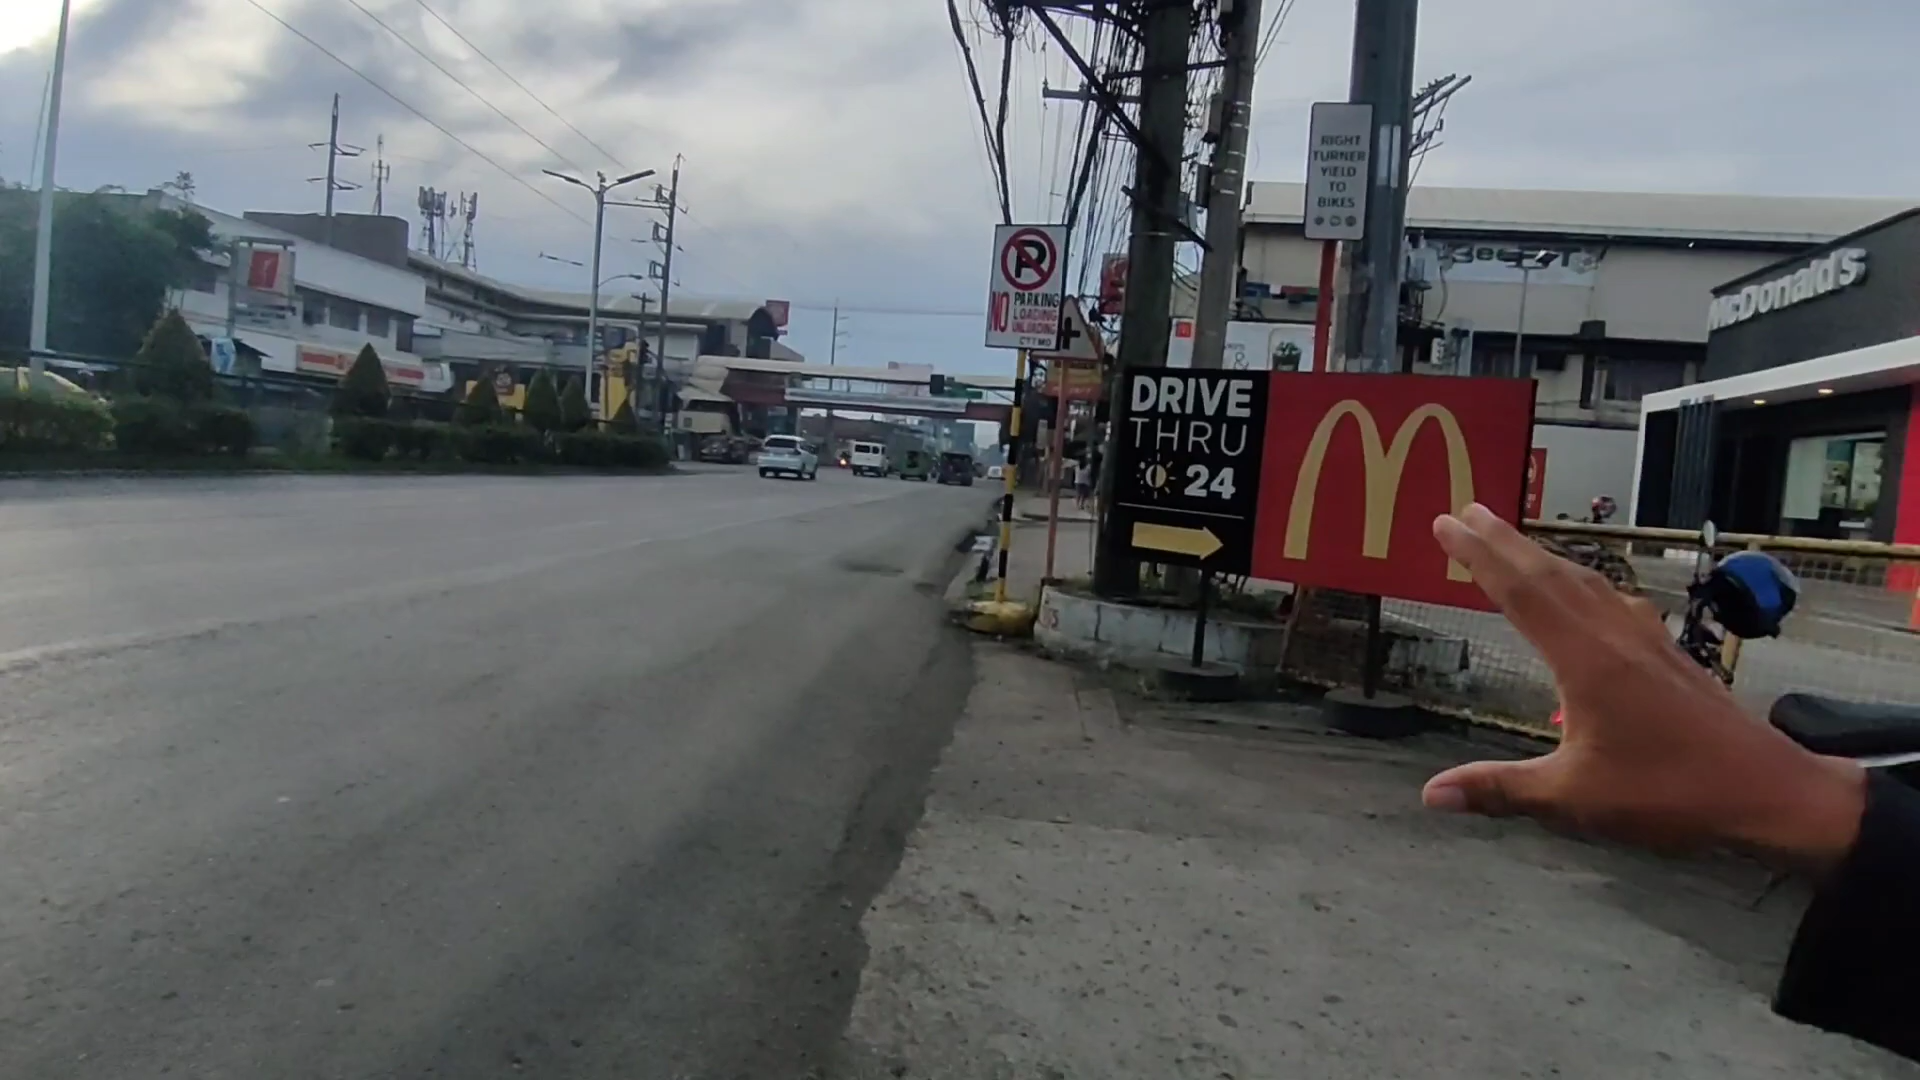 RIGHT
TURNER
YIELD
TO
BIKES
P
NO PARKING
LOADING
UNLOADING
CTTMO
McDonald's
DRIVE
THRU
24
M